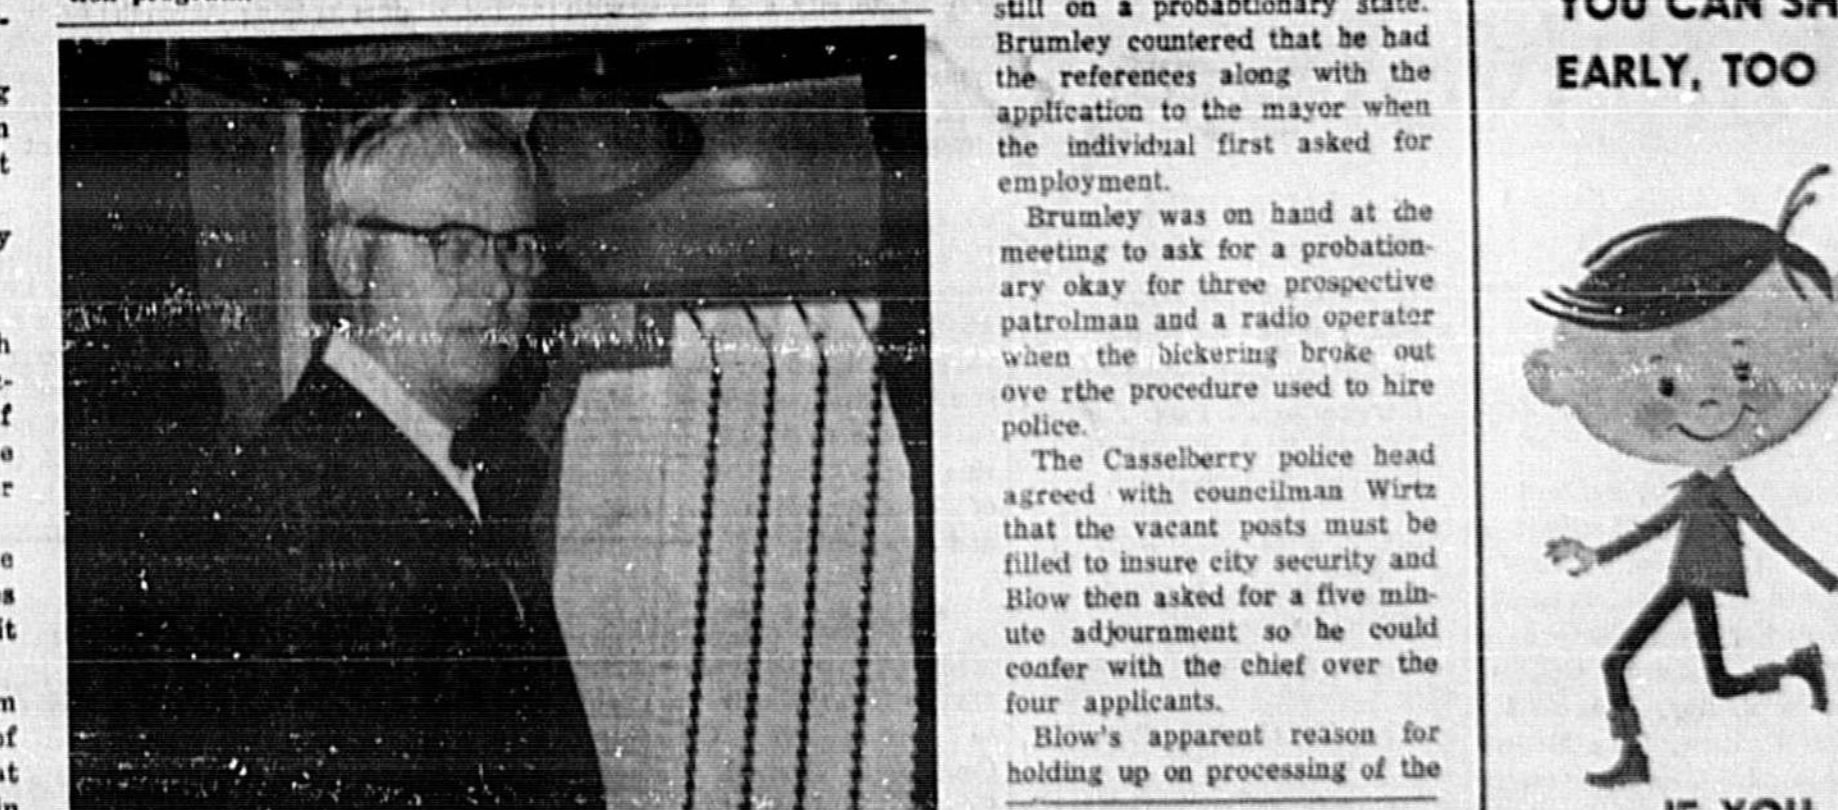 still on a probabtionary state.
Brumley countered that he had
the references along with the
application to the mayor when
the individual first asked for
employment.
Brumley was on hand at the
meeting to ask for a probation-
ary okay for three prospective
patrolman and a radio operator
when the bickering broke out
ove rthe procedure used to hire
police.
The Casselberry police head
agreed with councilman Wirtz
that the vacant posts must be
filled to insure city security and
Blow then asked for a five min-
ute adjournment so he could
confer with the chief over the
four applicants.
Blow's apparent reason for
holding up on processing of the
YOU CAN SH
EARLY, TOO
IF YOU